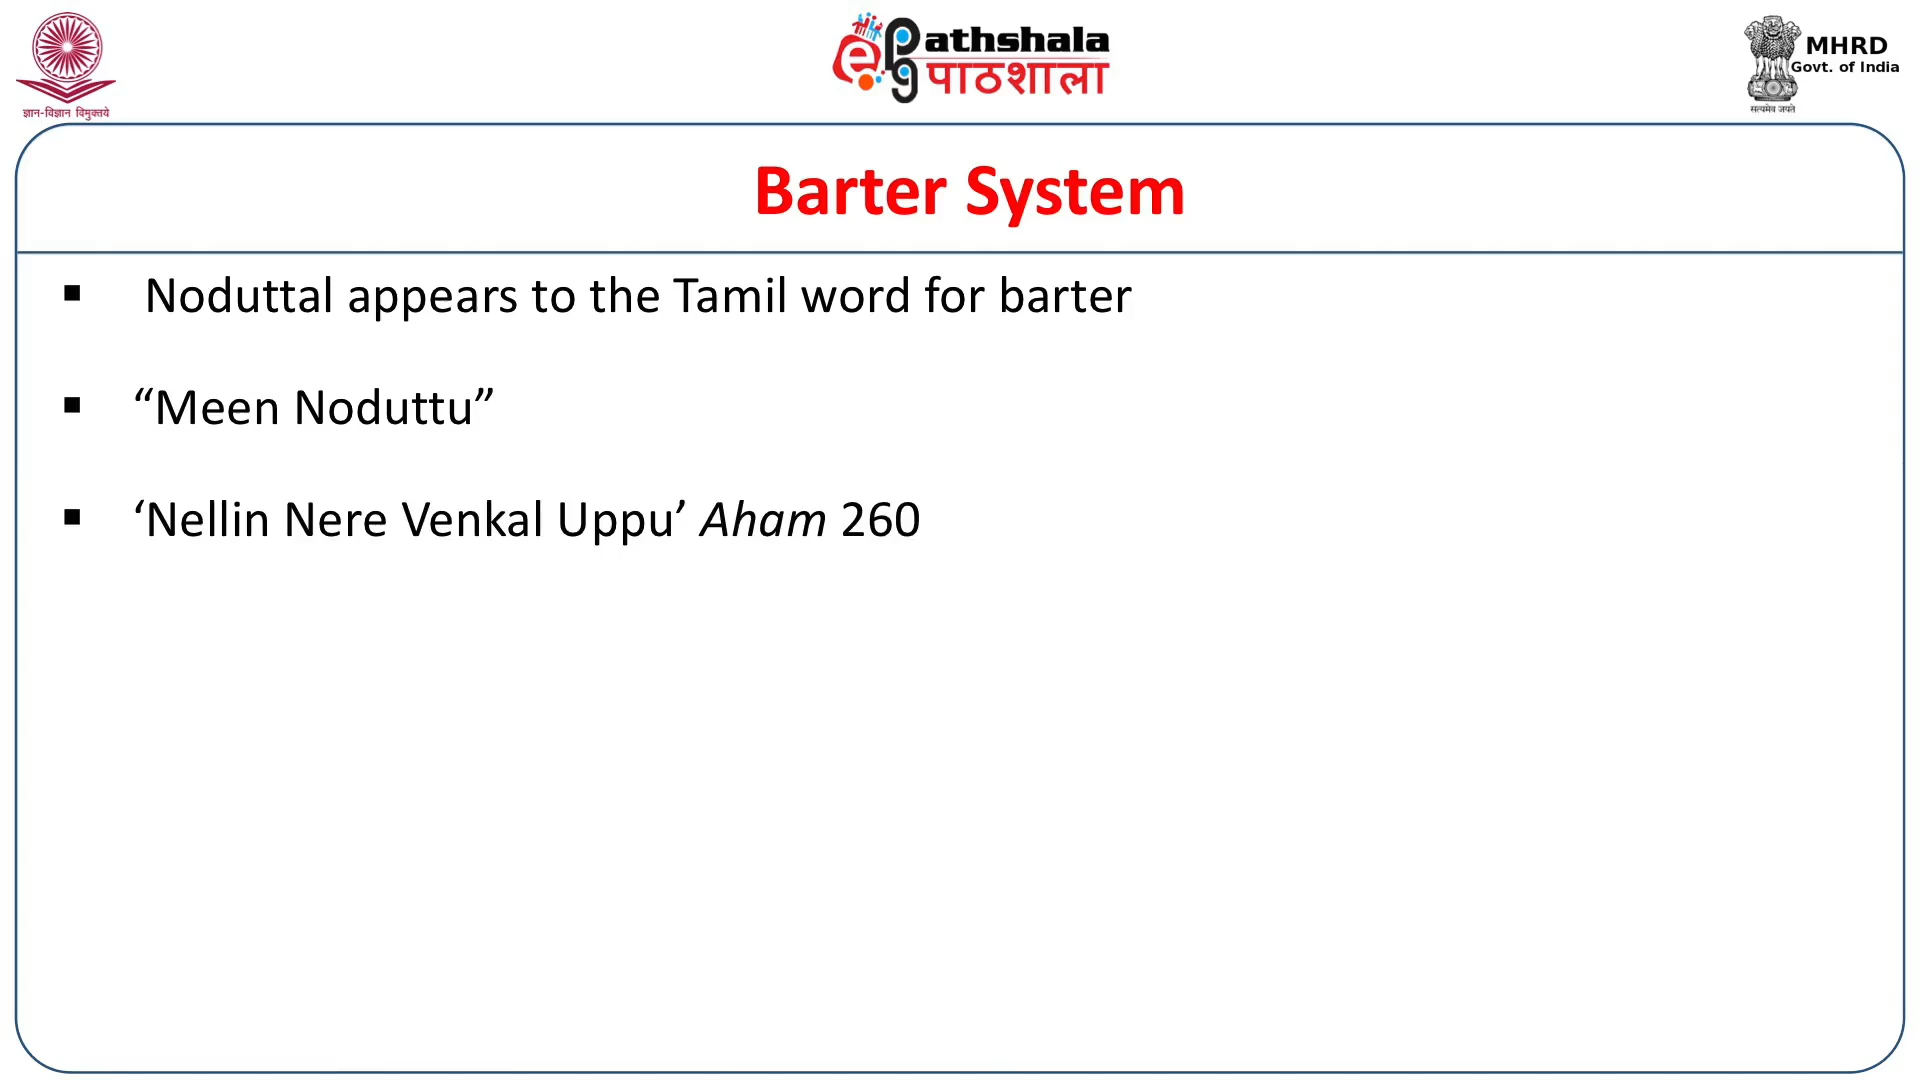 ज्ञान-विज्ञान विमुक्तये
ePathshala
पाठशाला
MHRD
Govt. of India
सत्यमेव जयते
Barter System
▪ Noduttal appears to the Tamil word for barter
▪ “Meen Noduttu”
▪ ‘Nellin Nere Venkal Uppu’ Aham 260